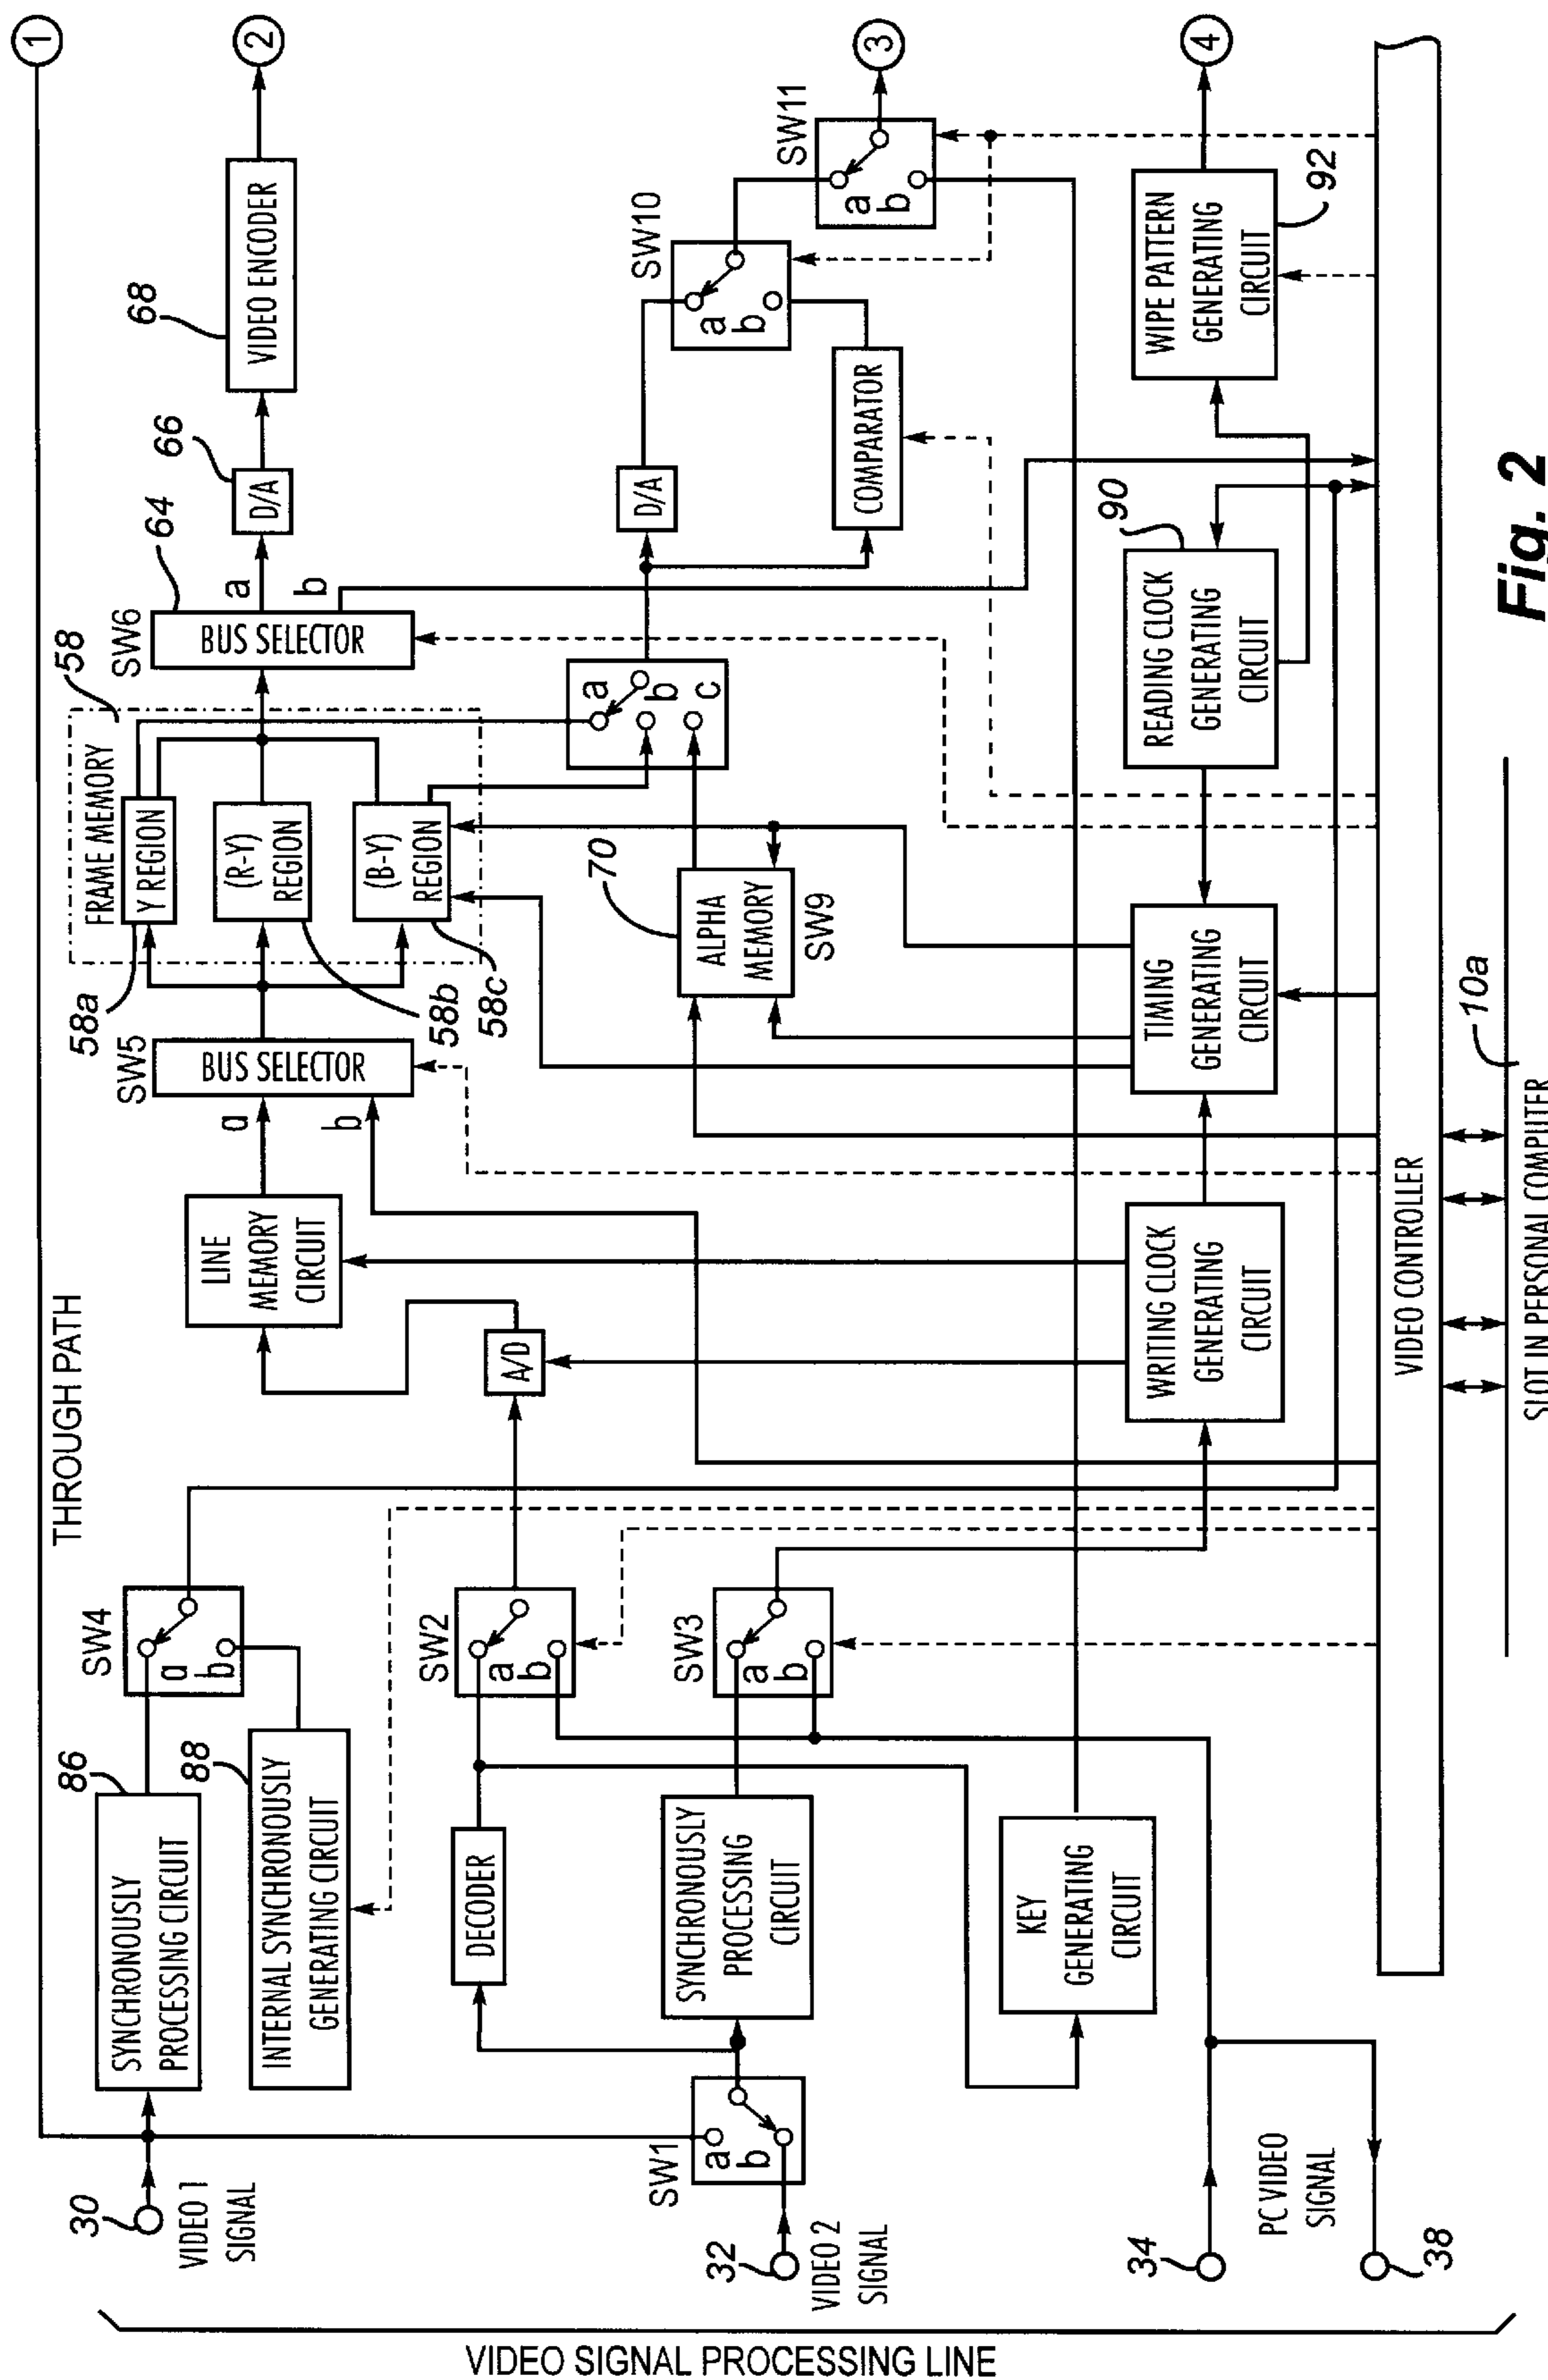 1
THROUGH PATH
30
VIDEO 1
SIGNAL
86
SYNCHRONOUSLY
PROCESSING CIRCUIT
88
INTERNAL SYNCHRONOUSLY
GENERATING CIRCUIT
SW4
a
b
LINE
MEMORY
CIRCUIT
SW5
a
b
BUS SELECTOR
58
FRAME MEMORY
58a
Y REGION
58b
(R-Y)
REGION
58c
(B-Y)
REGION
SW6
64
BUS SELECTOR
a
b
66
D/A
68
VIDEO ENCODER
2
32
VIDEO 2
SIGNAL
SW1
a
b
DECODER
SYNCHRONOUSLY
PROCESSING
CIRCUIT
SW2
a
b
SW3
a
b
A/D
70
ALPHA
MEMORY
SW9
a
b
c
D/A
COMPARATOR
SW10
a
b
SW11
a
b
3
34
PC VIDEO
SIGNAL
38
KEY
GENERATING
CIRCUIT
WRITING CLOCK
GENERATING
CIRCUIT
TIMING
GENERATING
CIRCUIT
90
READING CLOCK
GENERATING
CIRCUIT
WIPE PATTERN
GENERATING
CIRCUIT
92
4
VIDEO CONTROLLER
10a
SLOT IN PERSONAL COMPUTER
VIDEO SIGNAL PROCESSING LINE
Fig. 2